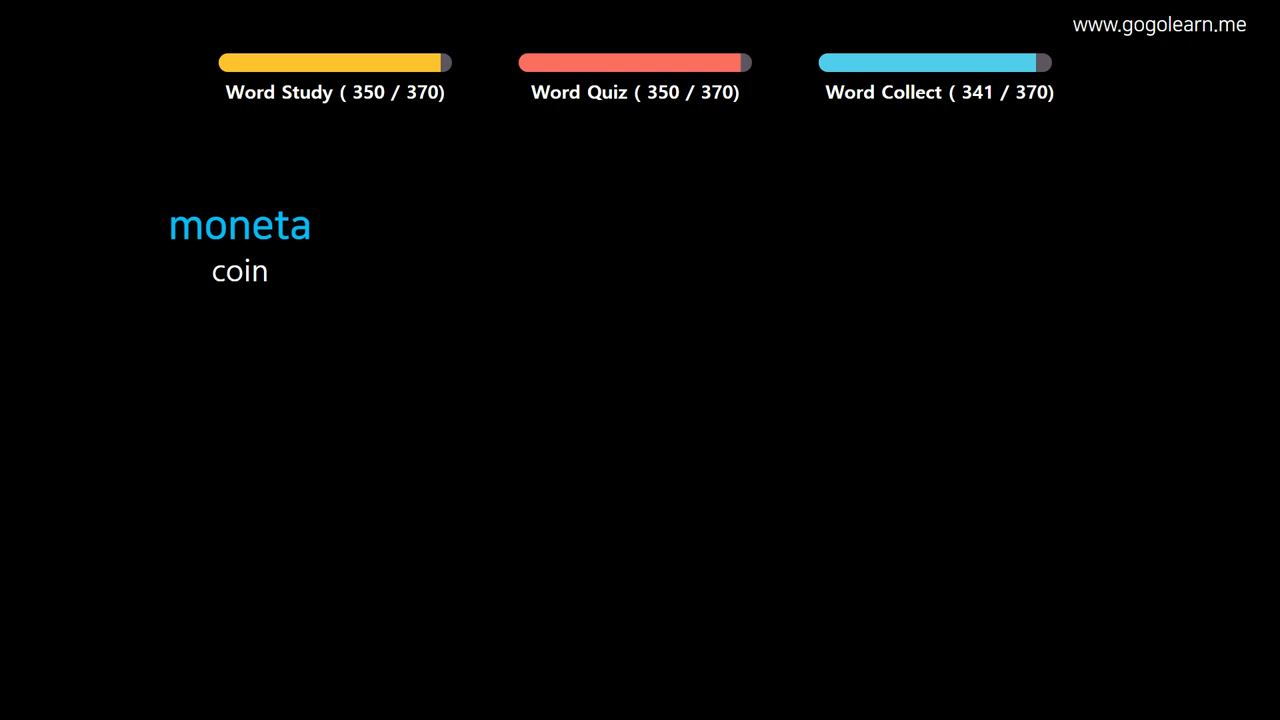 www.gogolearn.me
Word Study ( 350 / 370)
Word Quiz ( 350 / 370)
Word Collect ( 341 / 370)
moneta
coin